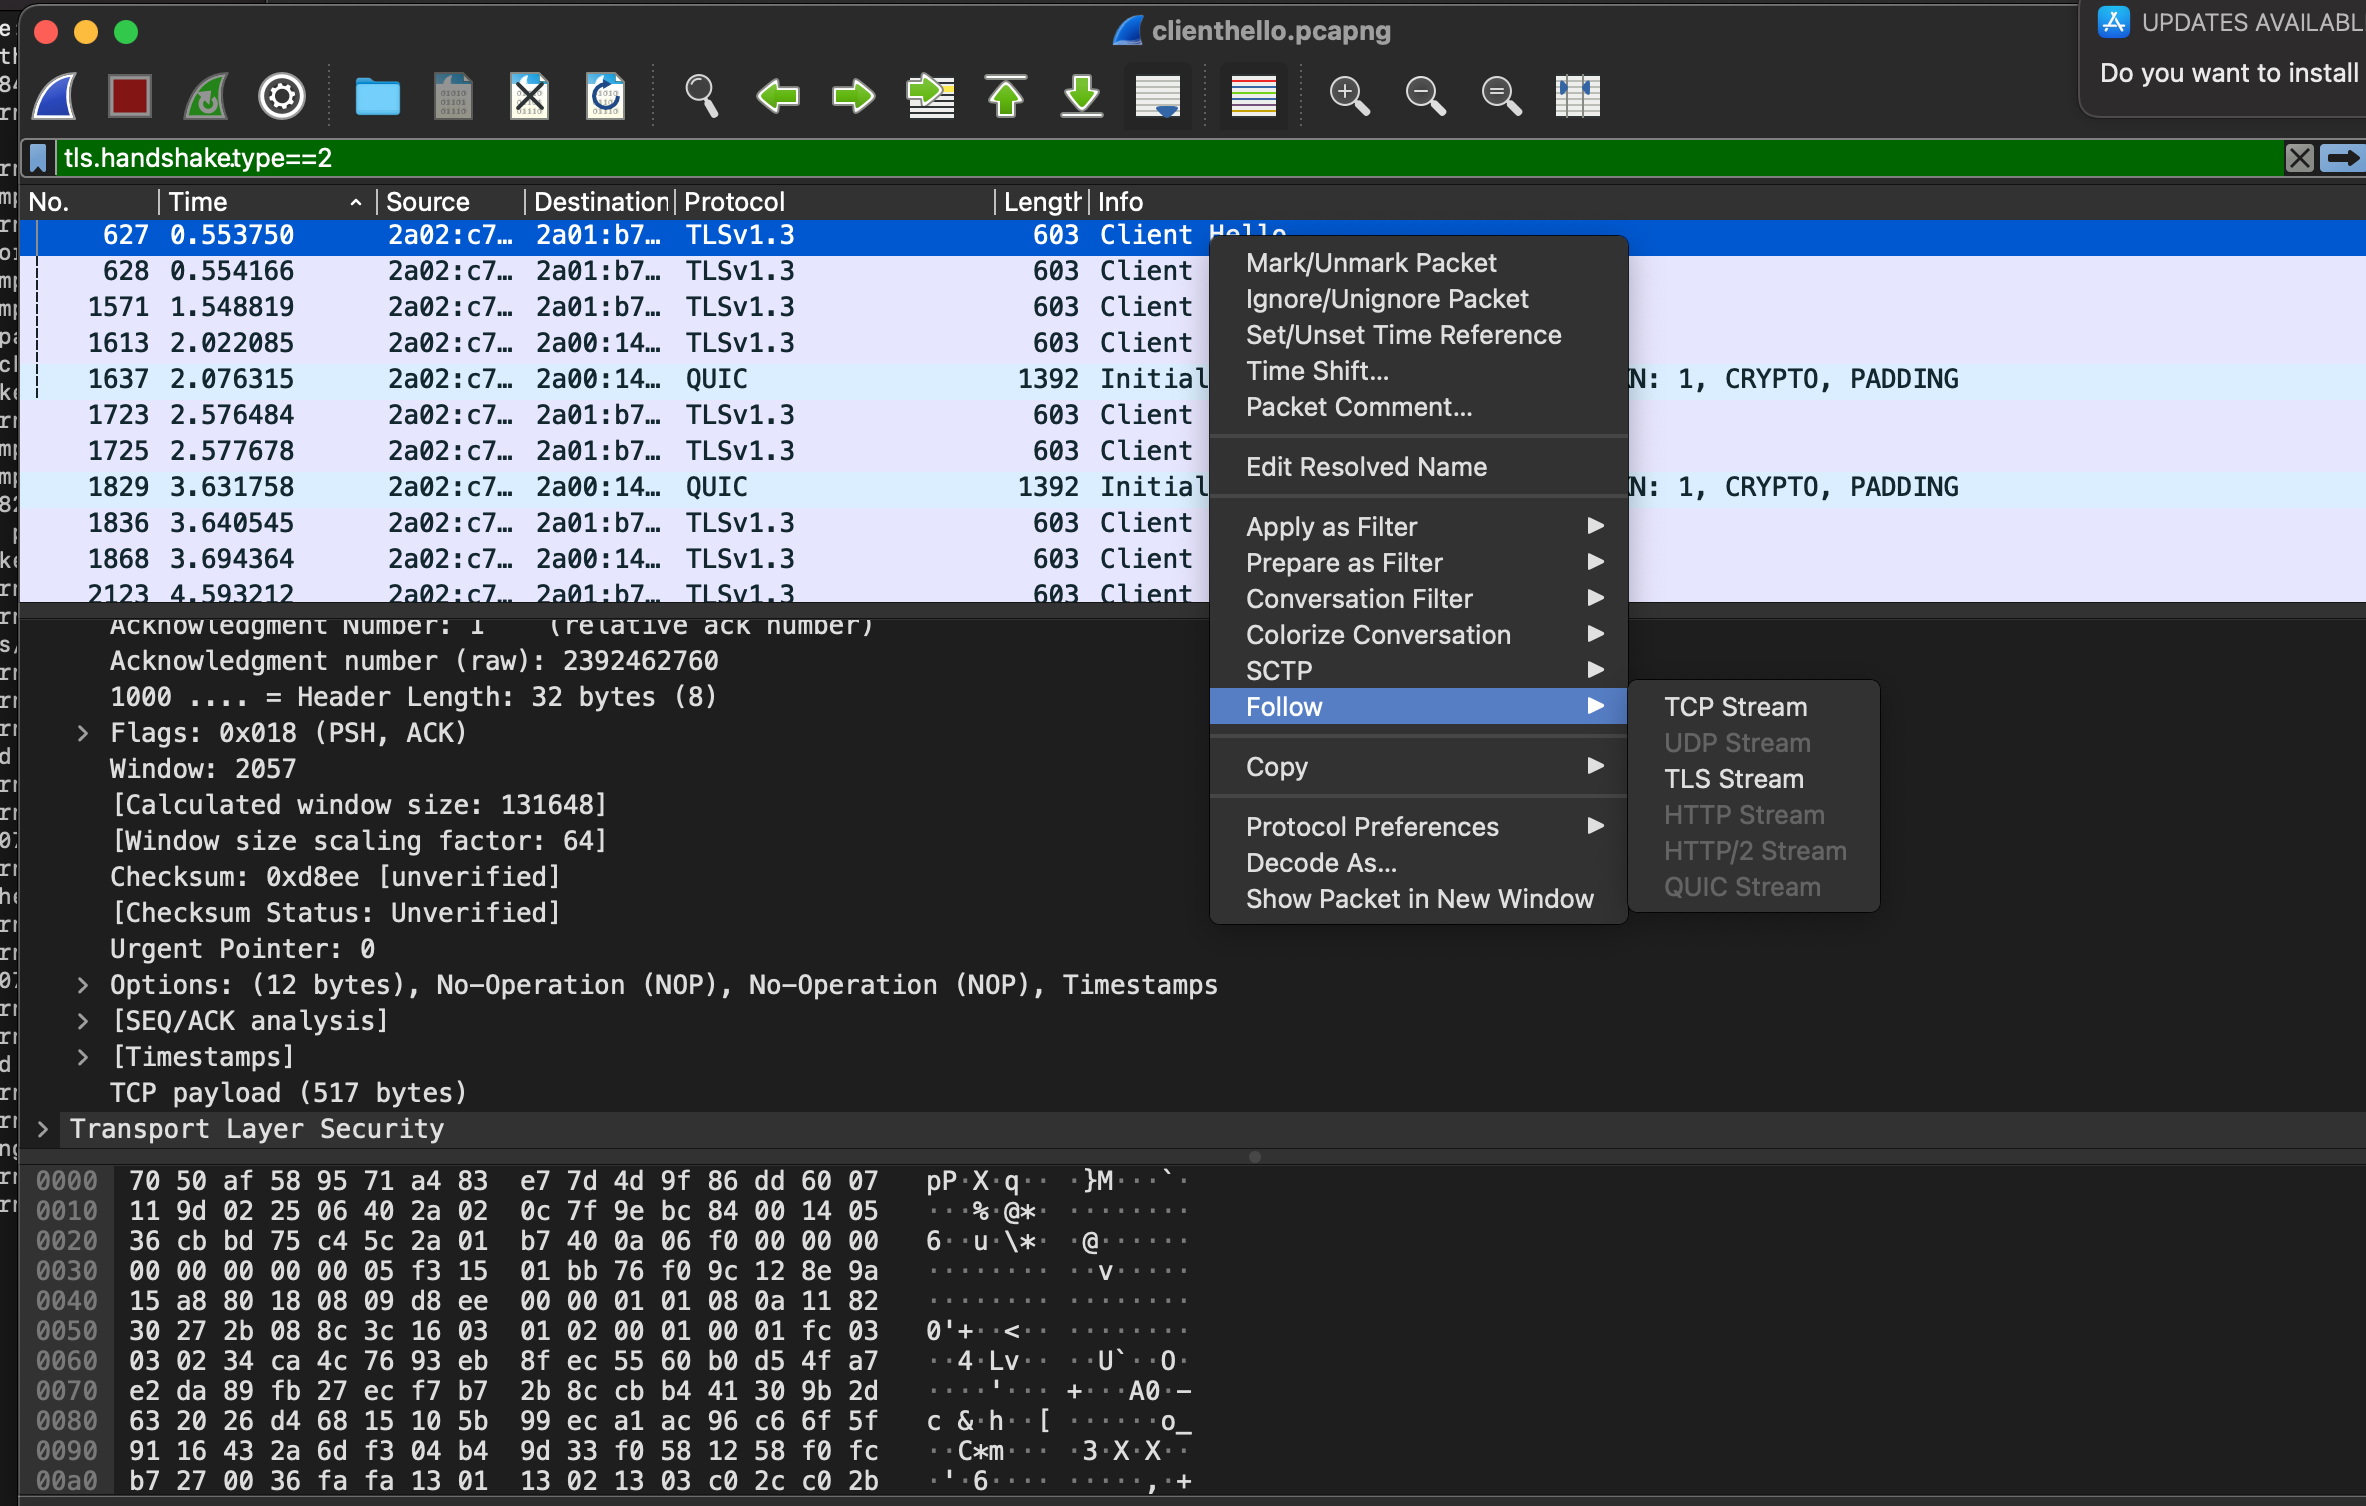 clienthello.pcapng
UPDATES AVAILABL
Do you want to install
tls.handshake.type==2
No. Time Source Destination Protocol Length Info
627 0.553750 2a02:c7… 2a01:b7… TLSv1.3 603 Client Hello
628 0.554166 2a02:c7… 2a01:b7… TLSv1.3 603 Client
1571 1.548819 2a02:c7… 2a01:b7… TLSv1.3 603 Client
1613 2.022085 2a02:c7… 2a00:14… TLSv1.3 603 Client
1637 2.076315 2a02:c7… 2a00:14… QUIC 1392 Initial N: 1, CRYPTO, PADDING
1723 2.576484 2a02:c7… 2a01:b7… TLSv1.3 603 Client
1725 2.577678 2a02:c7… 2a01:b7… TLSv1.3 603 Client
1829 3.631758 2a02:c7… 2a00:14… QUIC 1392 Initial N: 1, CRYPTO, PADDING
1836 3.640545 2a02:c7… 2a01:b7… TLSv1.3 603 Client
1868 3.694364 2a02:c7… 2a00:14… TLSv1.3 603 Client
2123 4.593212 2a02:c7… 2a01:b7… TLSv1.3 603 Client
Mark/Unmark Packet
Ignore/Unignore Packet
Set/Unset Time Reference
Time Shift…
Packet Comment…
Edit Resolved Name
Apply as Filter
Prepare as Filter
Conversation Filter
Colorize Conversation
SCTP
Follow
Copy
Protocol Preferences
Decode As…
Show Packet in New Window
TCP Stream
UDP Stream
TLS Stream
HTTP Stream
HTTP/2 Stream
QUIC Stream
Acknowledgment Number: 1 (relative ack number)
Acknowledgment number (raw): 2392462760
1000 .... = Header Length: 32 bytes (8)
Flags: 0x018 (PSH, ACK)
Window: 2057
[Calculated window size: 131648]
[Window size scaling factor: 64]
Checksum: 0xd8ee [unverified]
[Checksum Status: Unverified]
Urgent Pointer: 0
Options: (12 bytes), No-Operation (NOP), No-Operation (NOP), Timestamps
[SEQ/ACK analysis]
[Timestamps]
TCP payload (517 bytes)
Transport Layer Security
0000 70 50 af 58 95 71 a4 83 e7 7d 4d 9f 86 dd 60 07 pP·X·q·· ·}M···`·
0010 11 9d 02 25 06 40 2a 02 0c 7f 9e bc 84 00 14 05 ···%·@*· ········
0020 36 cb bd 75 c4 5c 2a 01 b7 40 0a 06 f0 00 00 00 6··u·\*· ·@······
0030 00 00 00 00 00 05 f3 15 01 bb 76 f0 9c 12 8e 9a ········ ··v·····
0040 15 a8 80 18 08 09 d8 ee 00 00 01 01 08 0a 11 82 ········ ········
0050 30 27 2b 08 8c 3c 16 03 01 02 00 01 00 01 fc 03 0'+··<·· ········
0060 03 02 34 ca 4c 76 93 eb 8f ec 55 60 b0 d5 4f a7 ··4·Lv·· ··U`··O·
0070 e2 da 89 fb 27 ec f7 b7 2b 8c cb b4 41 30 9b 2d ····'··· +···A0·-
0080 63 20 26 d4 68 15 10 5b 99 ec a1 ac 96 c6 6f 5f c &·h··[ ······o_
0090 91 16 43 2a 6d f3 04 b4 9d 33 f0 58 12 58 f0 fc ··C*m··· ·3·X·X··
00a0 b7 27 00 36 fa fa 13 01 13 02 13 03 c0 2c c0 2b ·'·6···· ·····,·+